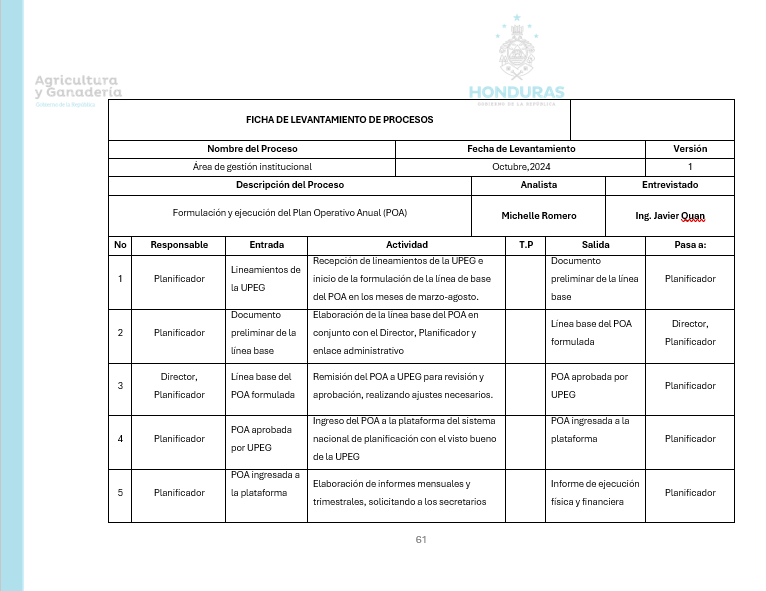 Agricultura
y Ganadería
Gobierno de la República
HONDURAS
GOBIERNO DE LA REPÚBLICA
FICHA DE LEVANTAMIENTO DE PROCESOS
Nombre del Proceso Fecha de Levantamiento Versión
Área de gestión institucional Octubre,2024 1
Descripción del Proceso Analista Entrevistado
Formulación y ejecución del Plan Operativo Anual (POA) Michelle Romero Ing. Javier Quan
No Responsable Entrada Actividad T.P Salida Pasa a:
1
Planificador
Lineamientos de
la UPEG
Recepción de lineamientos de la UPEG e
inicio de la formulación de la línea de base
del POA en los meses de marzo-agosto.
Documento
preliminar de la línea
base
Planificador
2
Planificador
Documento
preliminar de la
línea base
Elaboración de la línea base del POA en
conjunto con el Director, Planificador y
enlace administrativo
Línea base del POA
formulada
Director,
Planificador
3
Director,
Planificador
Línea base del
POA formulada
Remisión del POA a UPEG para revisión y
aprobación, realizando ajustes necesarios.
POA aprobada por
UPEG
Planificador
4
Planificador
POA aprobada
por UPEG
Ingreso del POA a la plataforma del sistema
nacional de planificación con el visto bueno
de la UPEG
POA ingresada a la
plataforma
Planificador
5
Planificador
POA ingresada a
la plataforma
Elaboración de informes mensuales y
trimestrales, solicitando a los secretarios
Informe de ejecución
física y financiera
Planificador
61